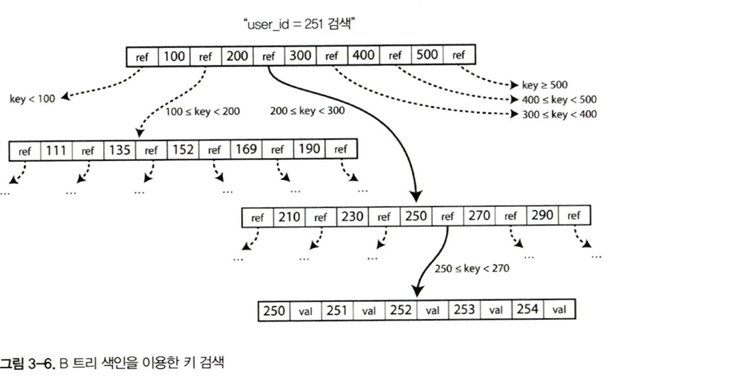 "user_id = 251 검색"
ref 100 ref 200 ref 300 ref 400 ref 500 ref
key < 100
100 ≤ key < 200
200 ≤ key < 300
key ≥ 500
400 ≤ key < 500
300 ≤ key < 400
ref 111 ref 135 ref 152 ref 169 ref 190 ref
... ... ... ... ... ...
ref 210 ref 230 ref 250 ref 270 ref 290 ref
... ... ... ... ...
250 ≤ key < 270
250 val 251 val 252 val 253 val 254 val
그림 3-6. B 트리 색인을 이용한 키 검색